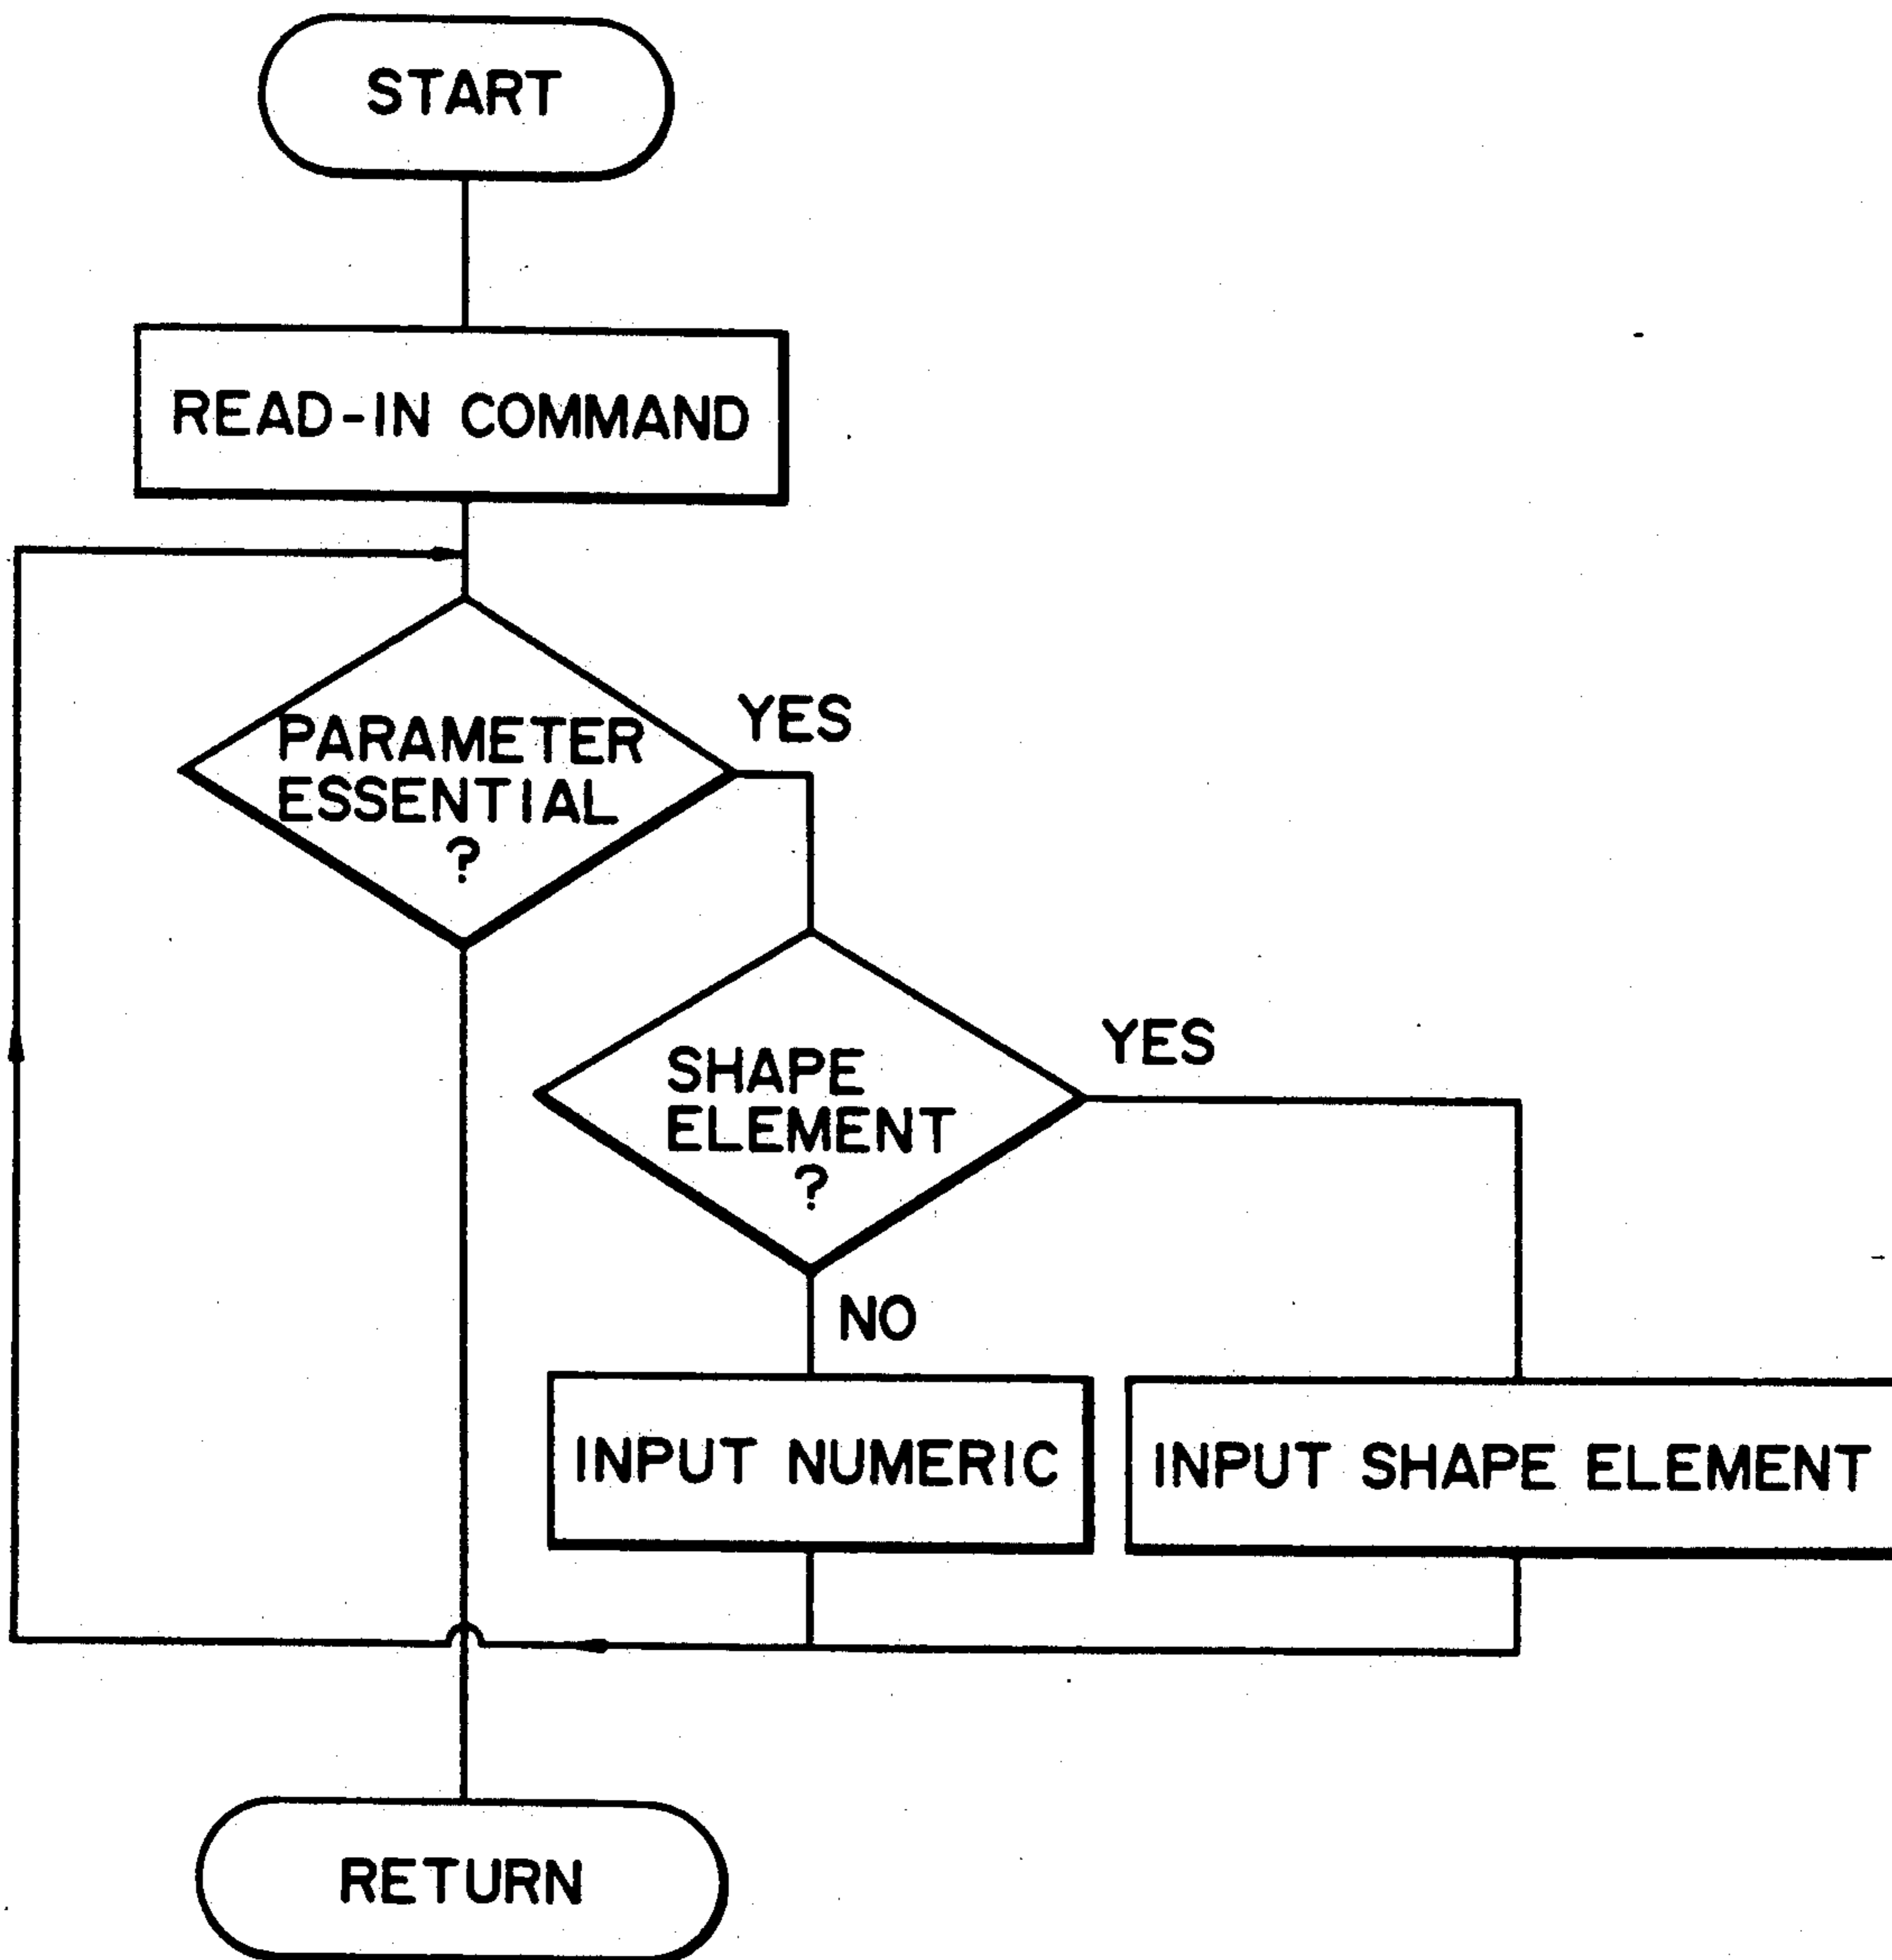 START
READ-IN COMMAND
PARAMETER
ESSENTIAL
?
YES
SHAPE
ELEMENT
?
YES
NO
INPUT NUMERIC
INPUT SHAPE ELEMENT
RETURN